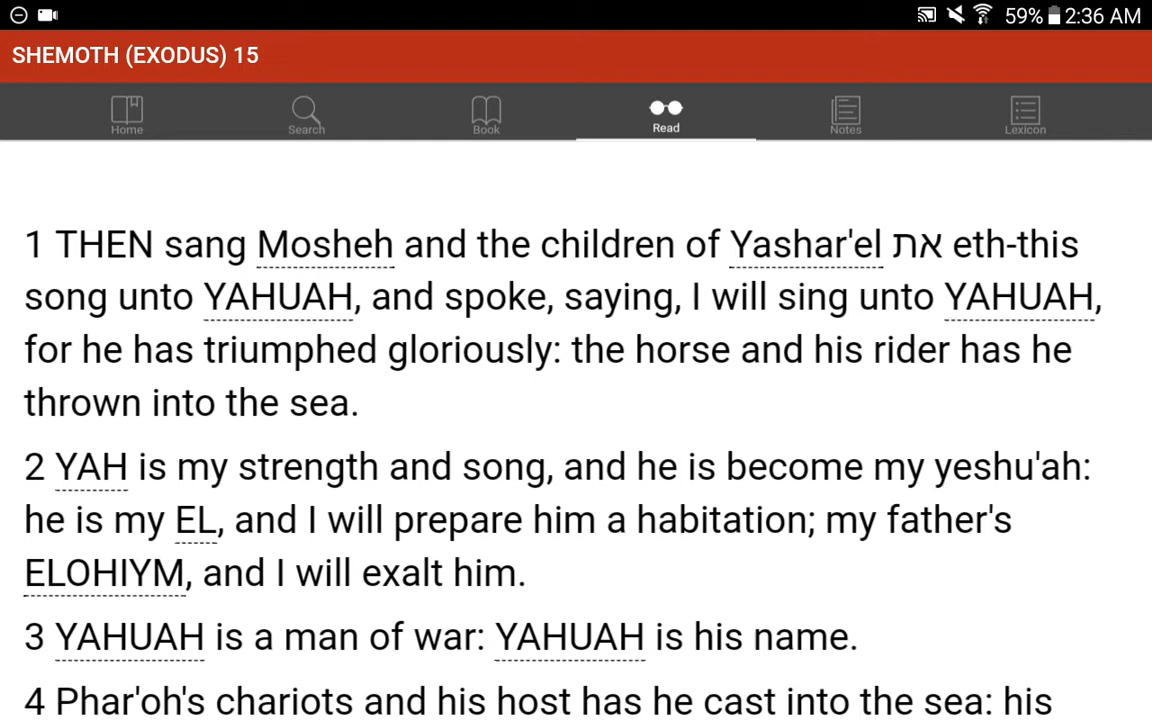 59% 2:36 AM
SHEMOTH (EXODUS) 15
Home Search Book Read Notes Lexicon
1 THEN sang Mosheh and the children of Yashar'el את eth-this
song unto YAHUAH, and spoke, saying, I will sing unto YAHUAH,
for he has triumphed gloriously: the horse and his rider has he
thrown into the sea.
2 YAH is my strength and song, and he is become my yeshu'ah:
he is my EL, and I will prepare him a habitation; my father's
ELOHIYM, and I will exalt him.
3 YAHUAH is a man of war: YAHUAH is his name.
4 Phar'oh's chariots and his host has he cast into the sea: his